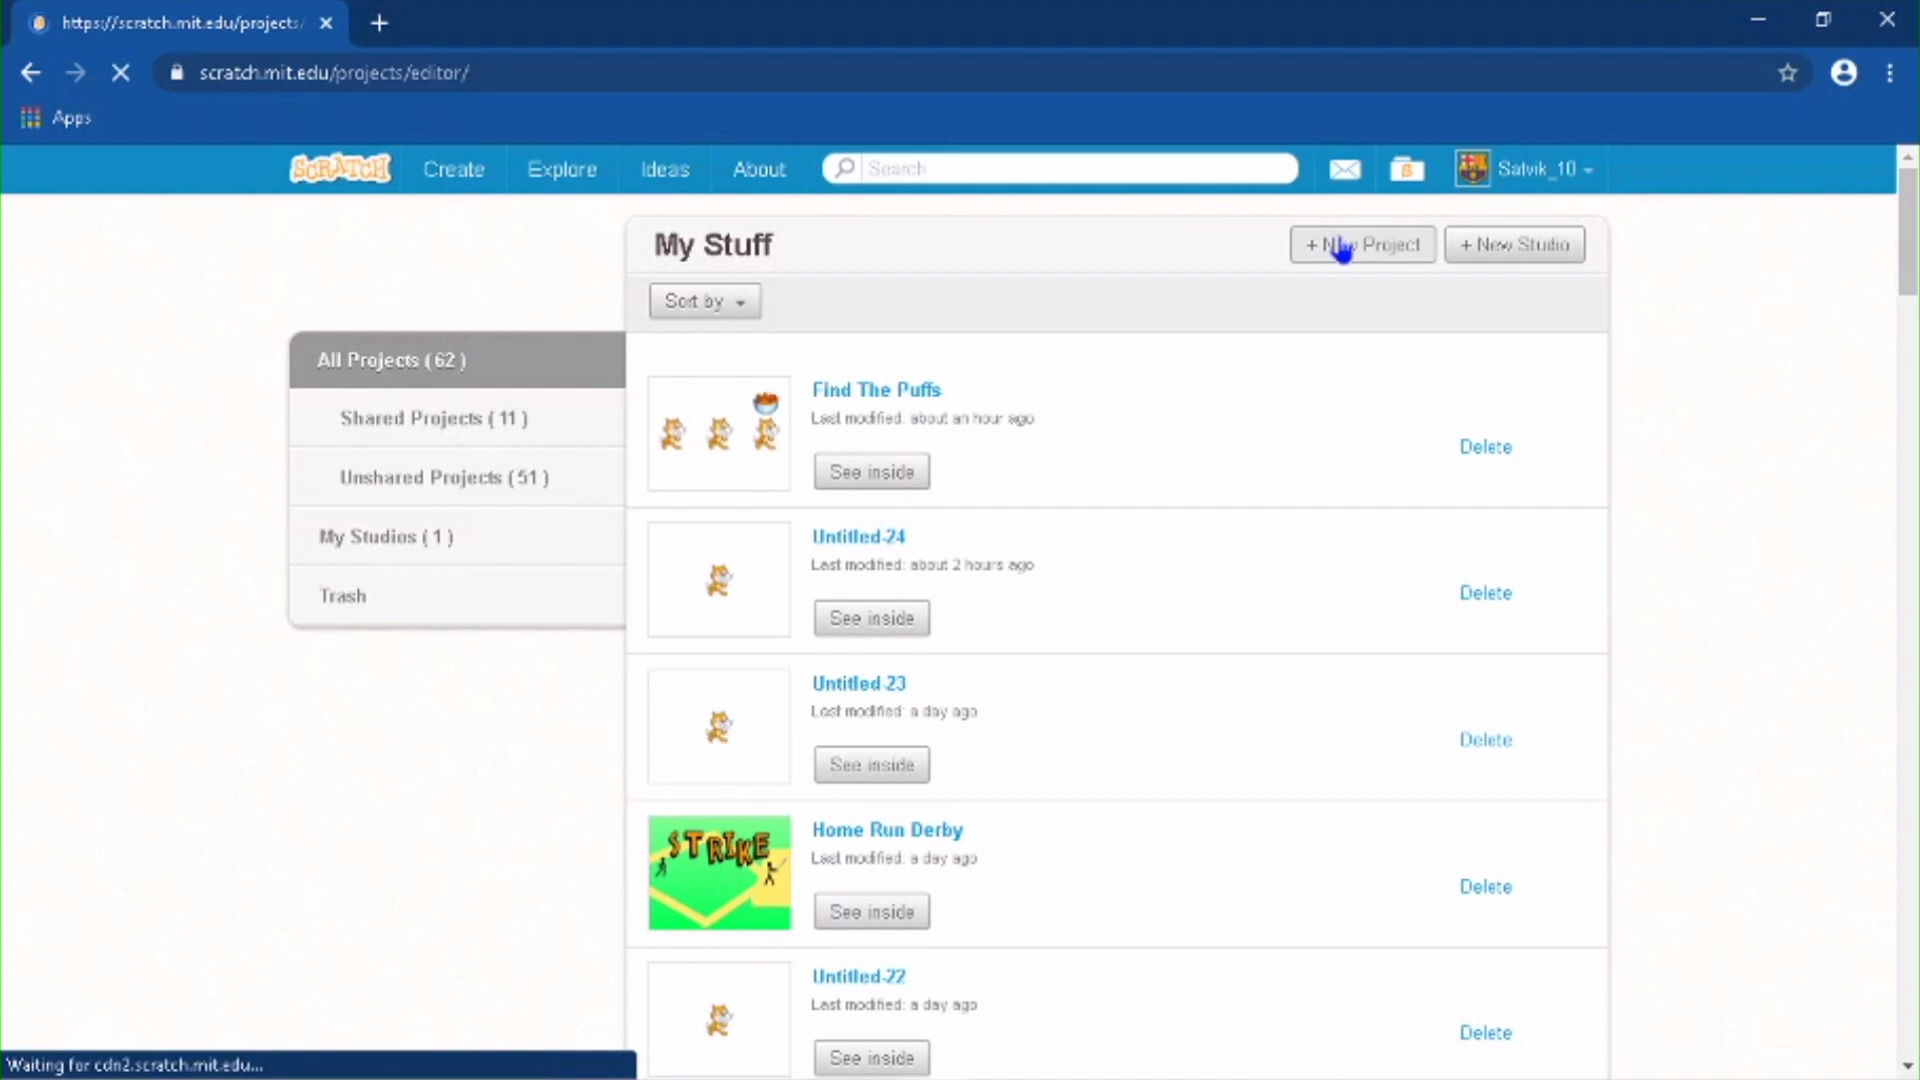 https://scratch.mit.edu/projects/
scratch.mit.edu/projects/editor/
Apps
SCRATCH
Create
Explore
Ideas
About
Search
Satvik_10
My Stuff
+ New Project
+ New Studio
Sort by
All Projects ( 62 )
Shared Projects ( 11 )
Unshared Projects ( 51 )
My Studios ( 1 )
Trash
Find The Puffs
Last modified: about an hour ago
See inside
Delete
Untitled-24
Last modified: about 2 hours ago
See inside
Delete
Untitled-23
Last modified: a day ago
See inside
Delete
STRIKE
Home Run Derby
Last modified: a day ago
See inside
Delete
Untitled-22
Last modified: a day ago
See inside
Delete
Waiting for cdn2.scratch.mit.edu...